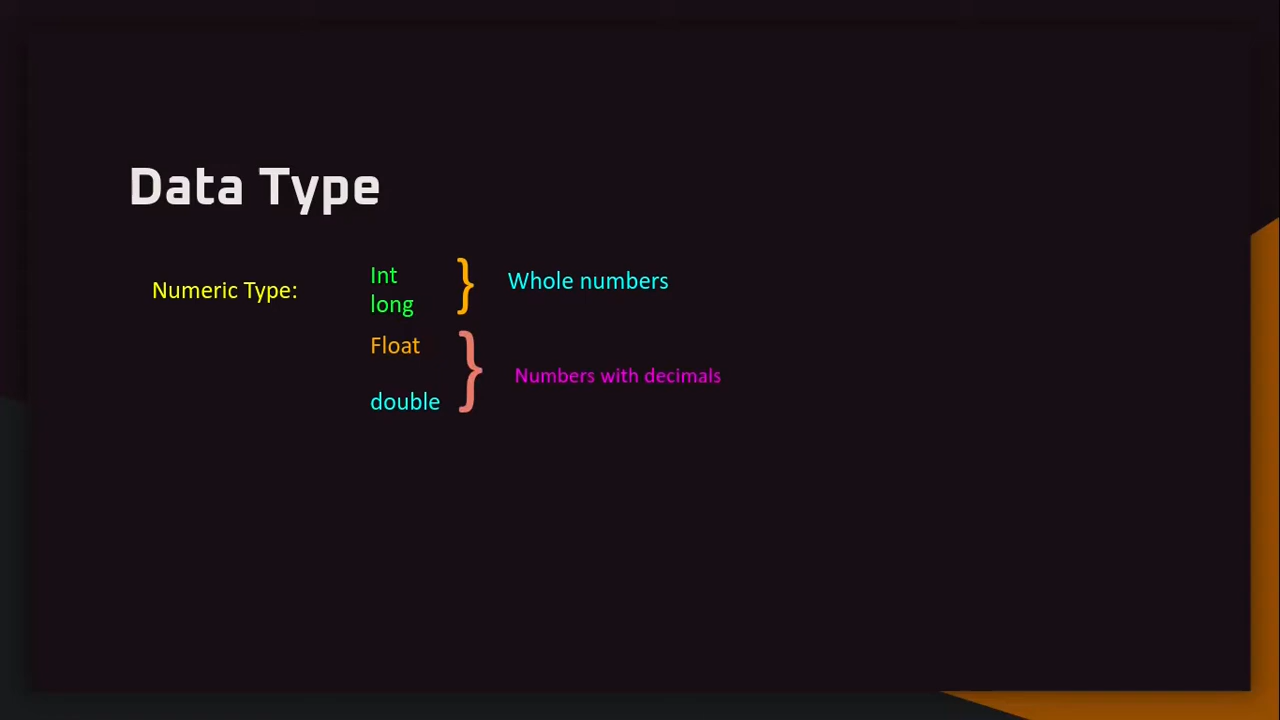 Data Type
Numeric Type:
Int
long
} Whole numbers
Float
double
} Numbers with decimals